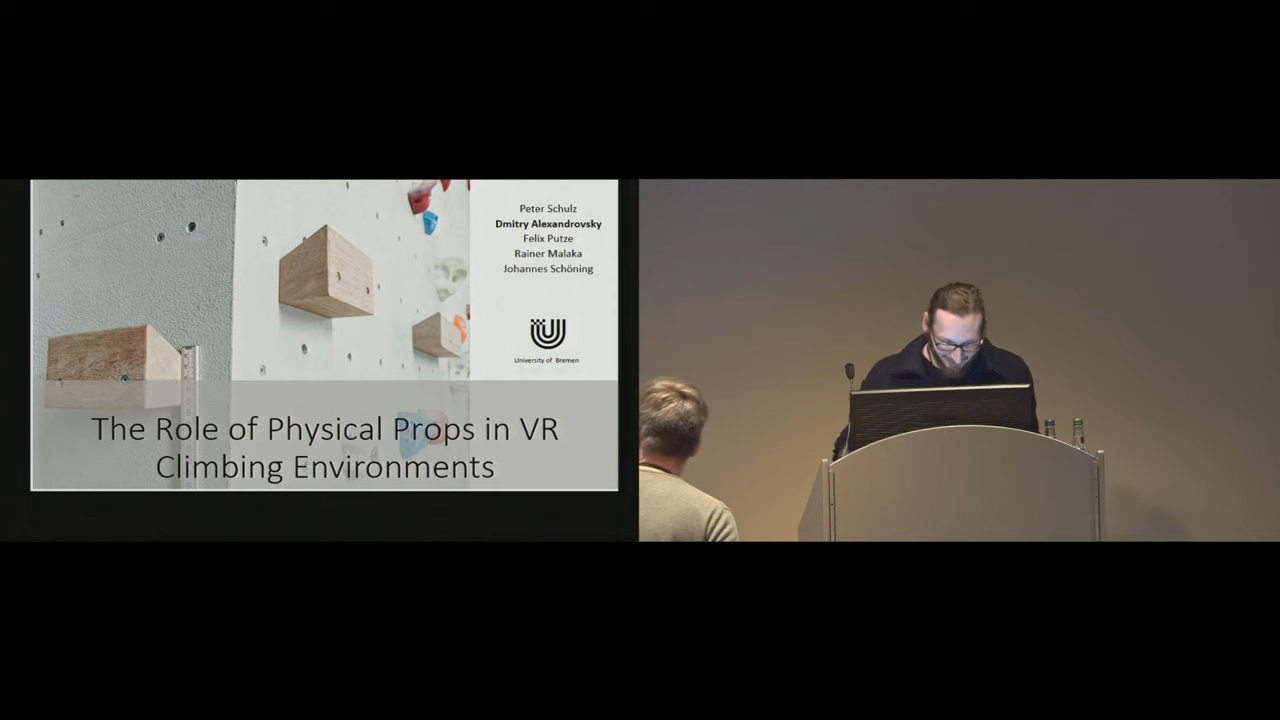 Peter Schulz
Dmitry Alexandrovsky
Felix Putze
Rainer Malaka
Johannes Schöning
University of Bremen
The Role of Physical Props in VR
Climbing Environments